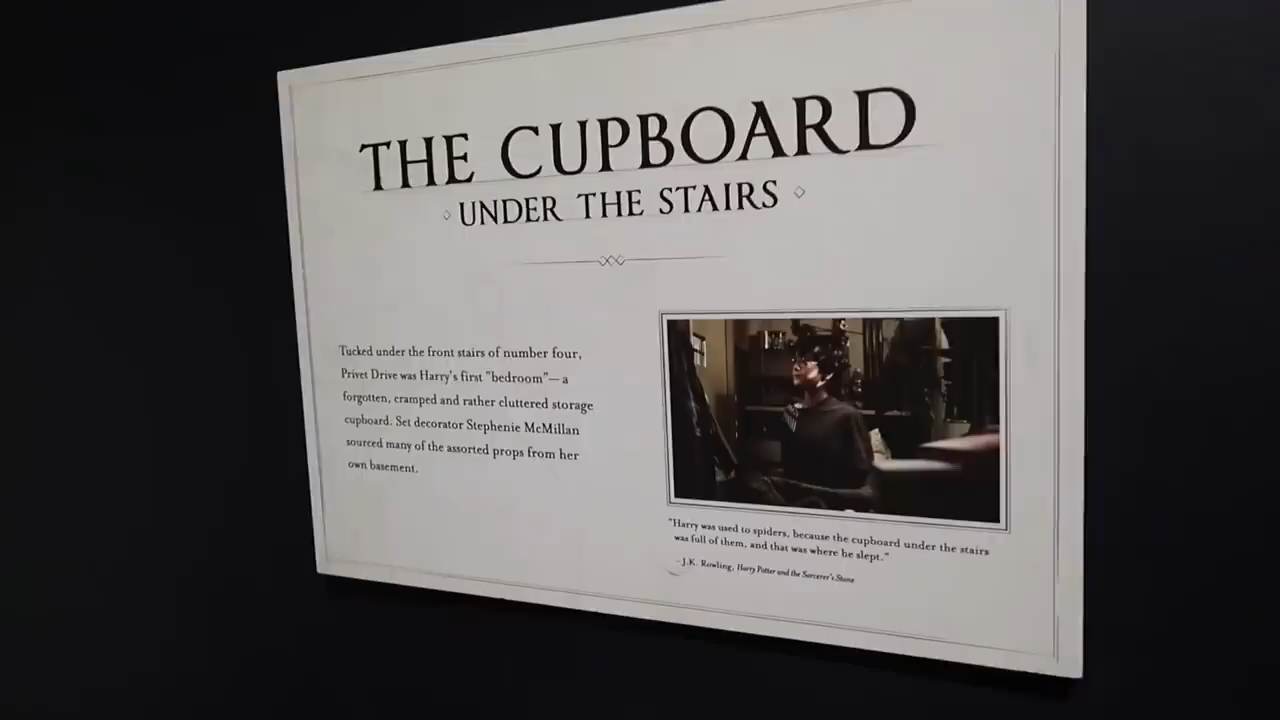 THE CUPBOARD
UNDER THE STAIRS
Tucked under the front stairs of number four,
Privet Drive was Harry's first "bedroom"—a
forgotten, cramped and rather cluttered storage
cupboard. Set decorator Stephenie McMillan
sourced many of the assorted props from her
own basement.
"Harry was used to spiders, because the cupboard under the stairs
was full of them, and that was where he slept."
–J.K. Rowling, Harry Potter and the Sorcerer's Stone